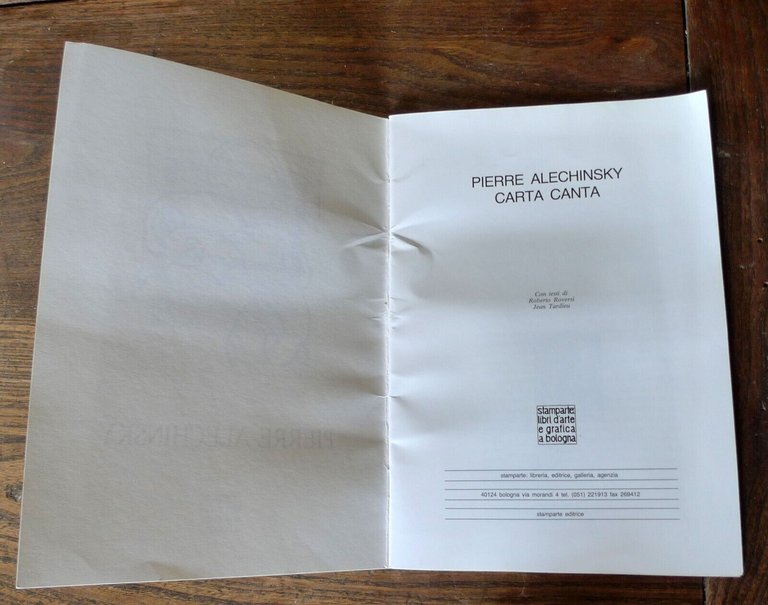 PIERRE ALECHINSKY
CARTA CANTA
Con testi di
Roberto Roversi
Jean Tardieu
stamparte:
libri d'arte
e grafica
a bologna
stamparte: libreria, editrice, galleria, agenzia
40124 bologna via morandi 4 tel. (051) 221913 fax 269412
stamparte editrice